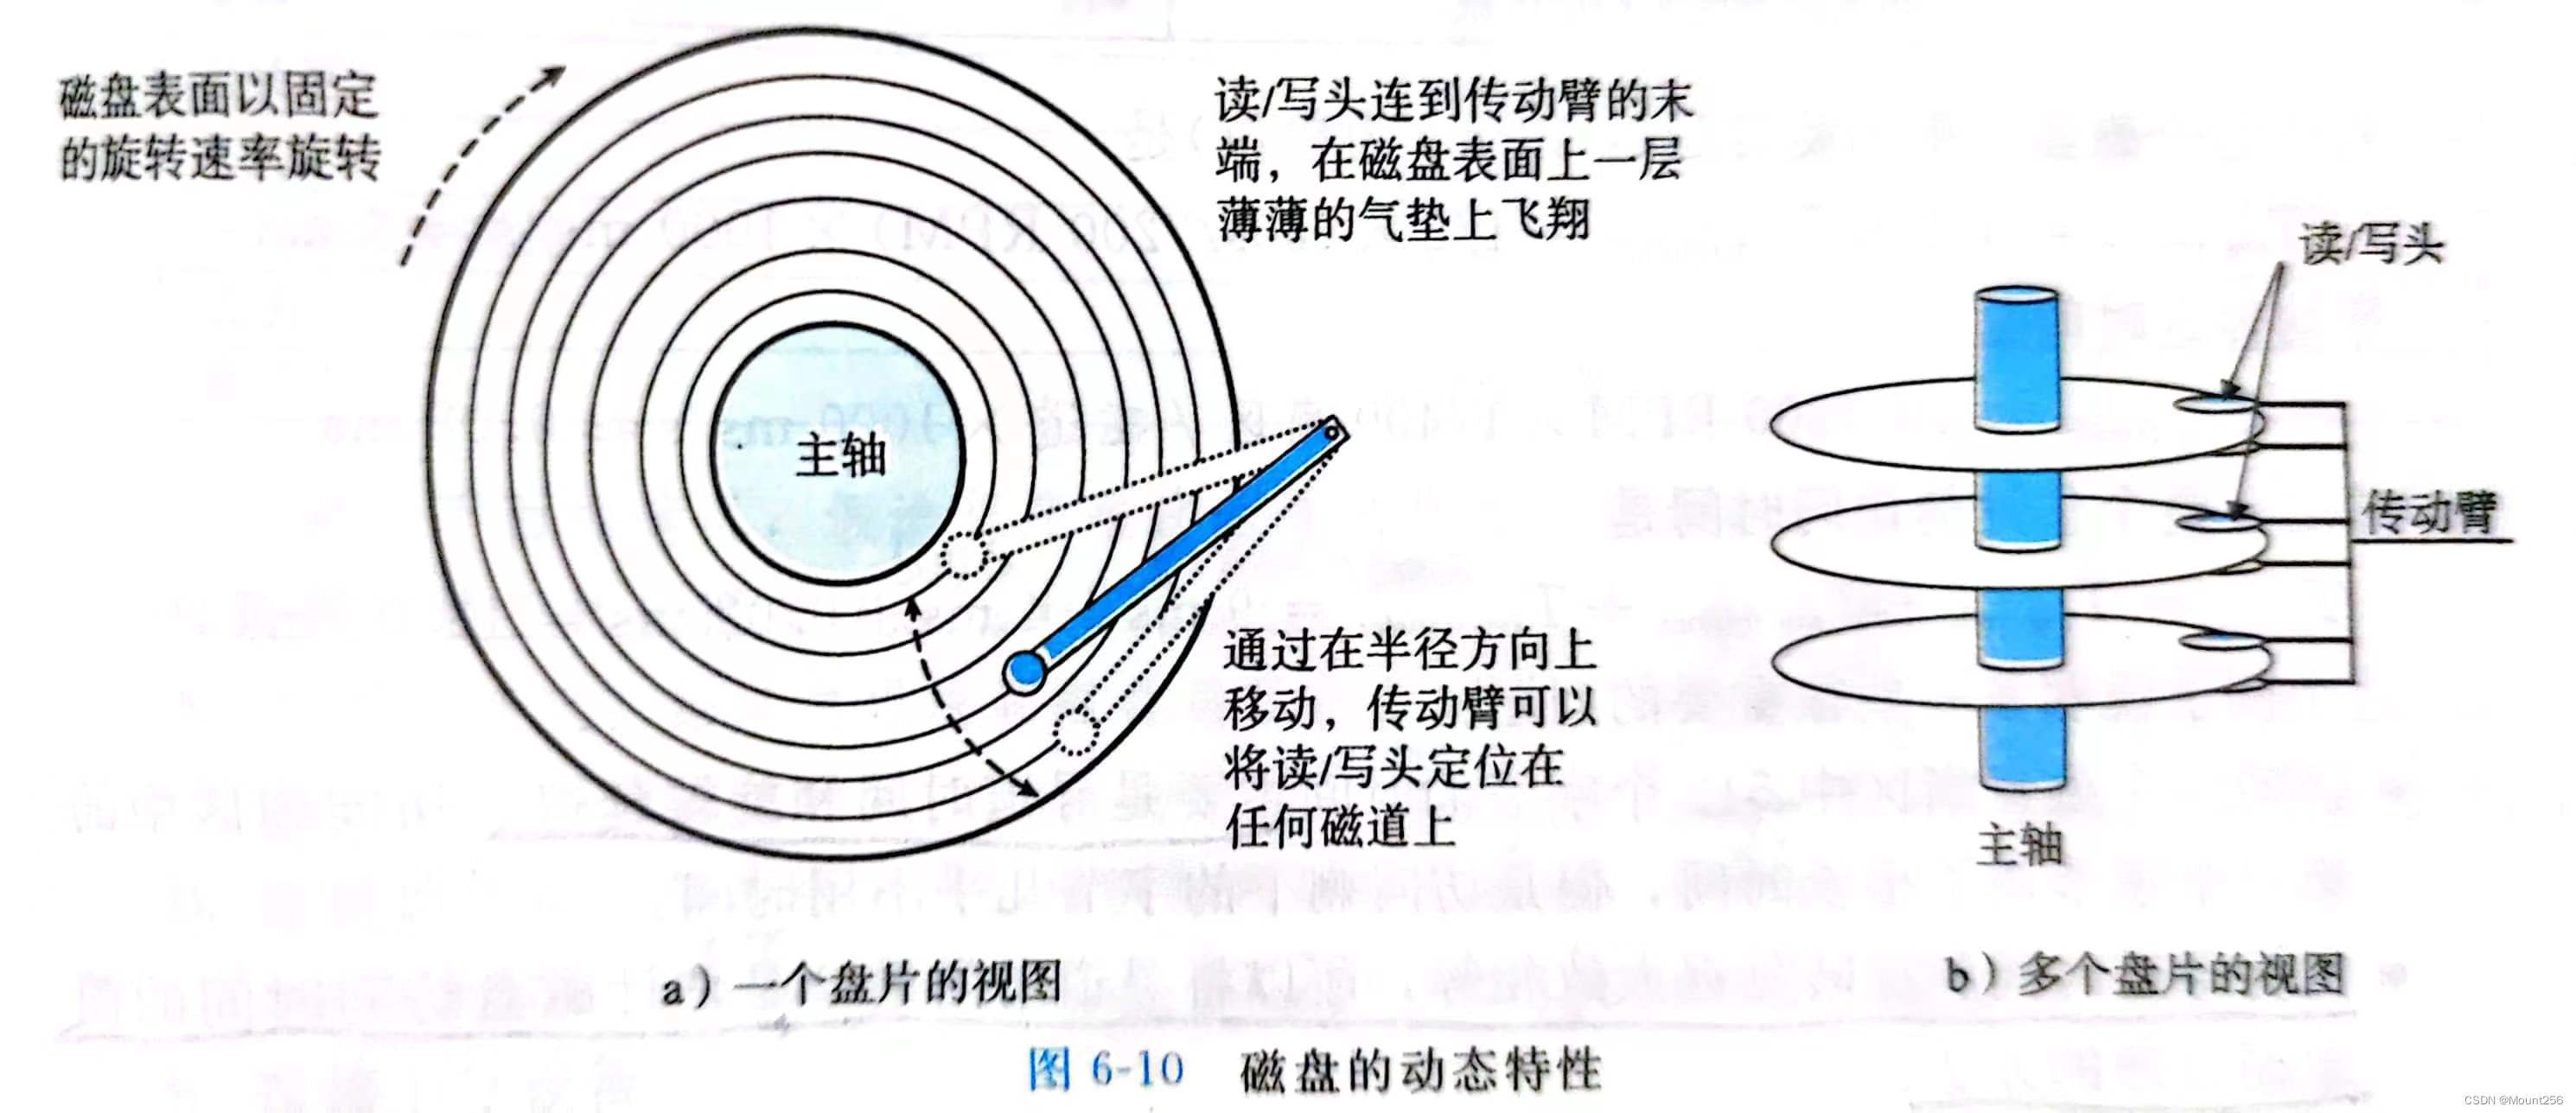 磁盘表面以固定
的旋转速率旋转
主轴
读/写头连到传动臂的末
端，在磁盘表面上一层
薄薄的气垫上飞翔
通过在半径方向上
移动，传动臂可以
将读/写头定位在
任何磁道上
a）一个盘片的视图
读/写头
传动臂
主轴
b）多个盘片的视图
图 6-10 磁盘的动态特性
CSDN @Mount256